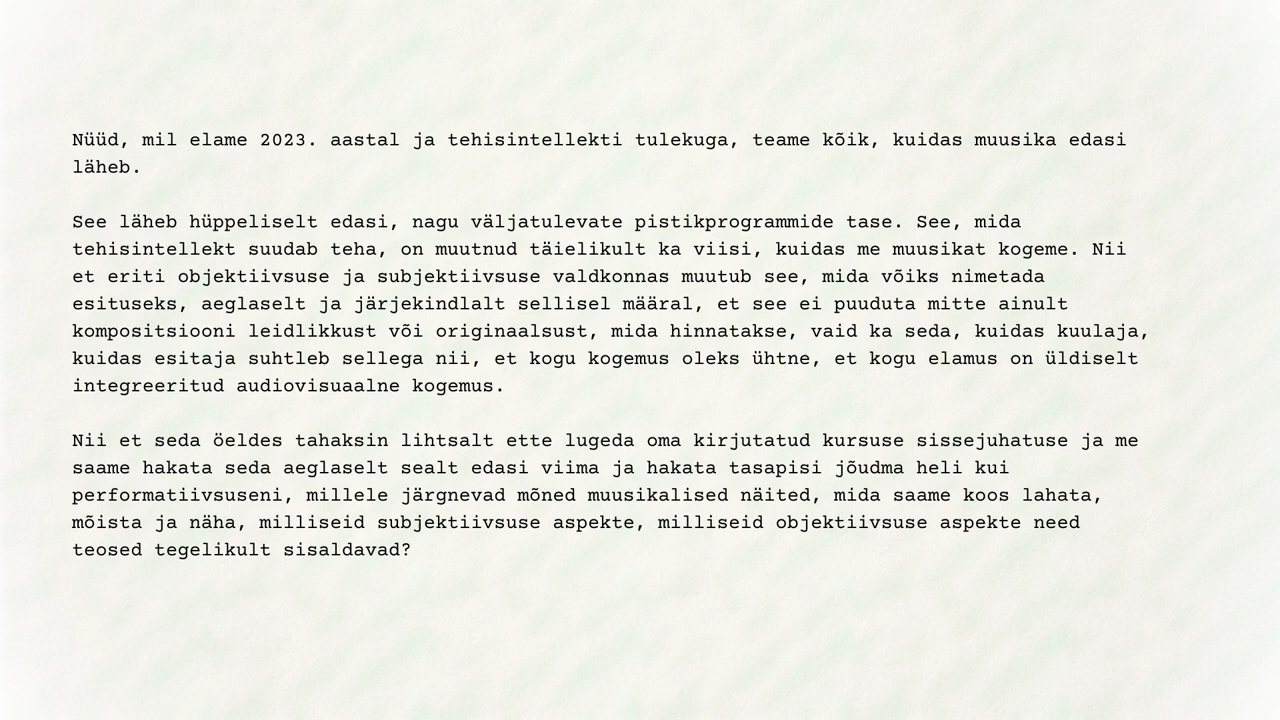 Nüüd, mil elame 2023. aastal ja tehisintellekti tulekuga, teame kõik, kuidas muusika edasi
läheb.
See läheb hüppeliselt edasi, nagu väljatulevate pistikprogrammide tase. See, mida
tehisintellekt suudab teha, on muutnud täielikult ka viisi, kuidas me muusikat kogeme. Nii
et eriti objektiivsuse ja subjektiivsuse valdkonnas muutub see, mida võiks nimetada
esituseks, aeglaselt ja järjekindlalt sellisel määral, et see ei puuduta mitte ainult
kompositsiooni leidlikkust või originaalsust, mida hinnatakse, vaid ka seda, kuidas kuulaja,
kuidas esitaja suhtleb sellega nii, et kogu kogemus oleks ühtne, et kogu elamus on üldiselt
integreeritud audiovisuaalne kogemus.
Nii et seda öeldes tahaksin lihtsalt ette lugeda oma kirjutatud kursuse sissejuhatuse ja me
saame hakata seda aeglaselt sealt edasi viima ja hakata tasapisi jõudma heli kui
performatiivsuseni, millele järgnevad mõned muusikalised näited, mida saame koos lahata,
mõista ja näha, milliseid subjektiivsuse aspekte, milliseid objektiivsuse aspekte need
teosed tegelikult sisaldavad?